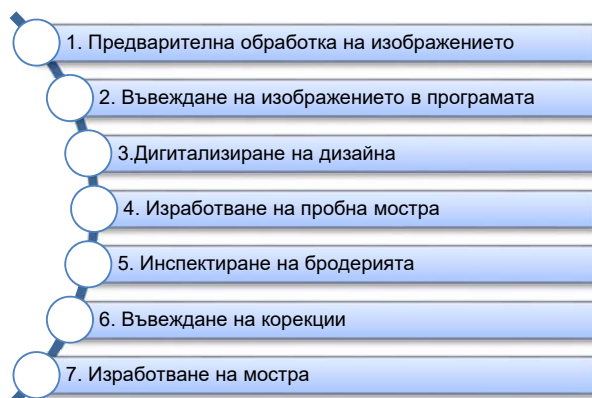 1. Предварителна обработка на изображението
2. Въвеждане на изображението в програмата
3.Дигитализиране на дизайна
4. Изработване на пробна мостра
5. Инспектиране на бродерията
6. Въвеждане на корекции
7. Изработване на мостра